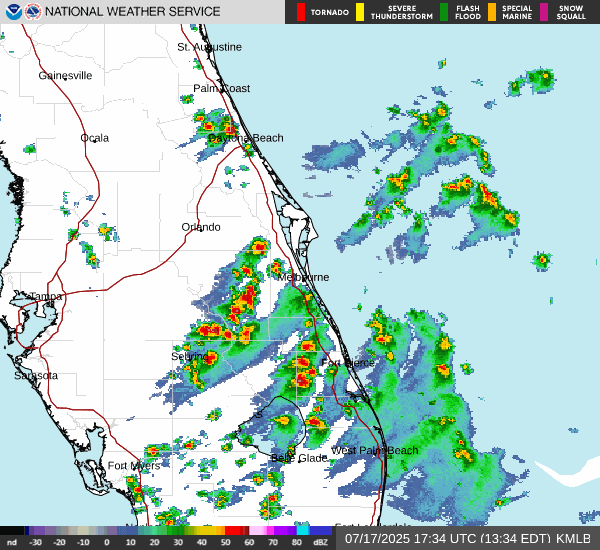 NATIONAL WEATHER SERVICE
TORNADO
SEVERE THUNDERSTORM
FLASH FLOOD
SPECIAL MARINE
SNOW SQUALL
St. Augustine
Gainesville
Palm Coast
Ocala
Daytona Beach
Orlando
Melbourne
Tampa
Sebring
Fort Pierce
Sarasota
West Palm Beach
Belle Glade
Fort Myers
nd -30 -20 -10 0 10 20 30 40 50 60 70 80 dBZ
07/17/2025 17:34 UTC (13:34 EDT) KMLB